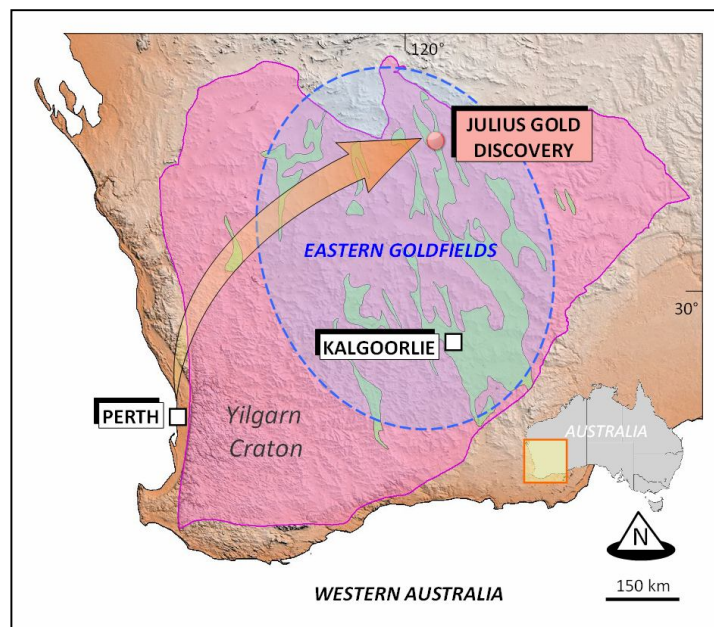 120°
JULIUS GOLD
DISCOVERY
EASTERN GOLDFIELDS
30°
KALGOORLIE
PERTH
Yilgarn
Craton
AUSTRALIA
N
WESTERN AUSTRALIA
150 km